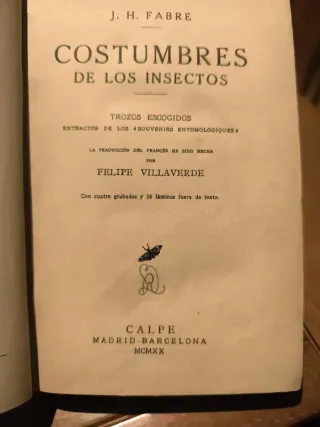 J. H. FABRE
COSTUMBRES
DE LOS INSECTOS
TROZOS ESCOGIDOS
EXTRACTOS DE LOS «SOUVENIRS ENTOMOLOGIQUES»
LA TRADUCCIÓN DEL FRANCÉS HA SIDO HECHA
POR
FELIPE VILLAVERDE
Con cuatro grabados y 16 láminas fuera de texto.
CALPE
MADRID-BARCELONA
MCMXX